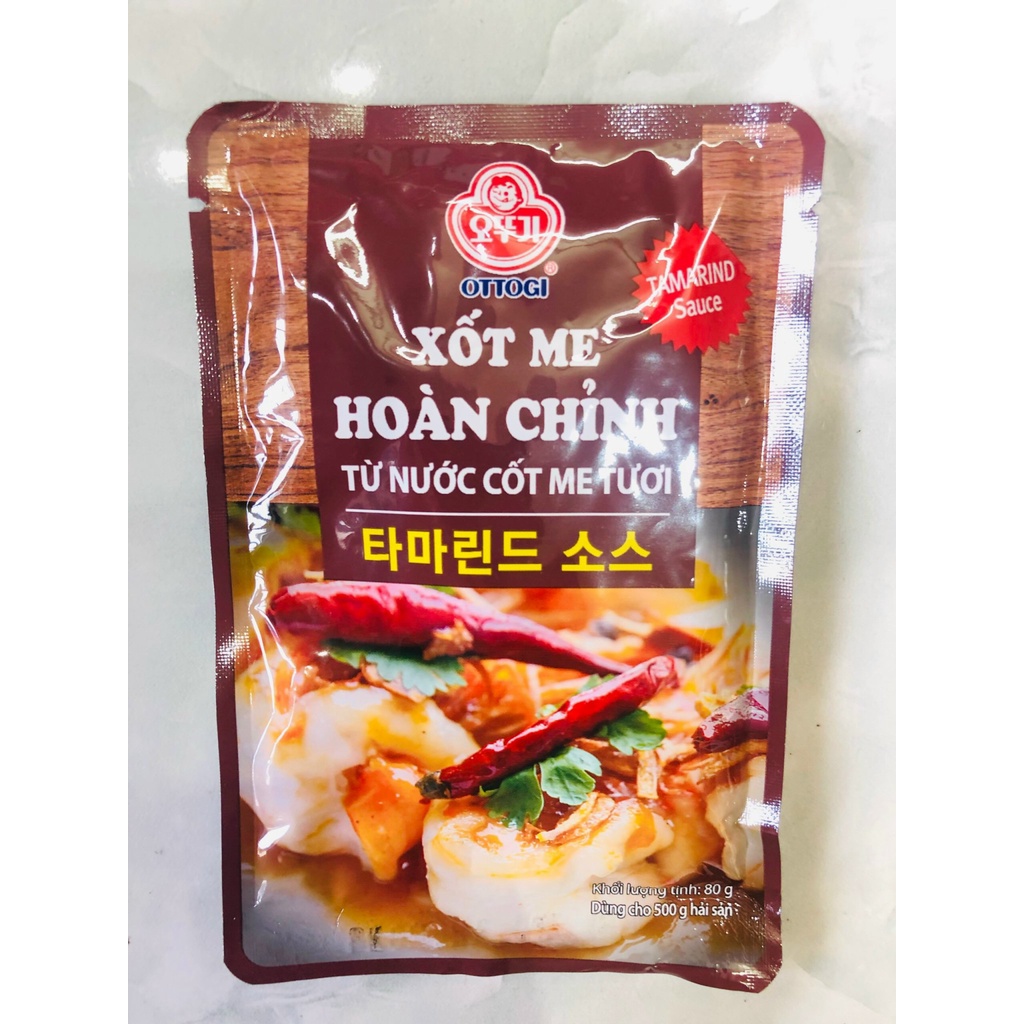 오뚜기
OTTOGI
®
TAMARIND
Sauce
XỐT ME
HOÀN CHỈNH
TỪ NƯỚC CỐT ME TƯƠI
타마린드 소스
Khối lượng tịnh: 80 g
Dùng cho 500 g hải sản